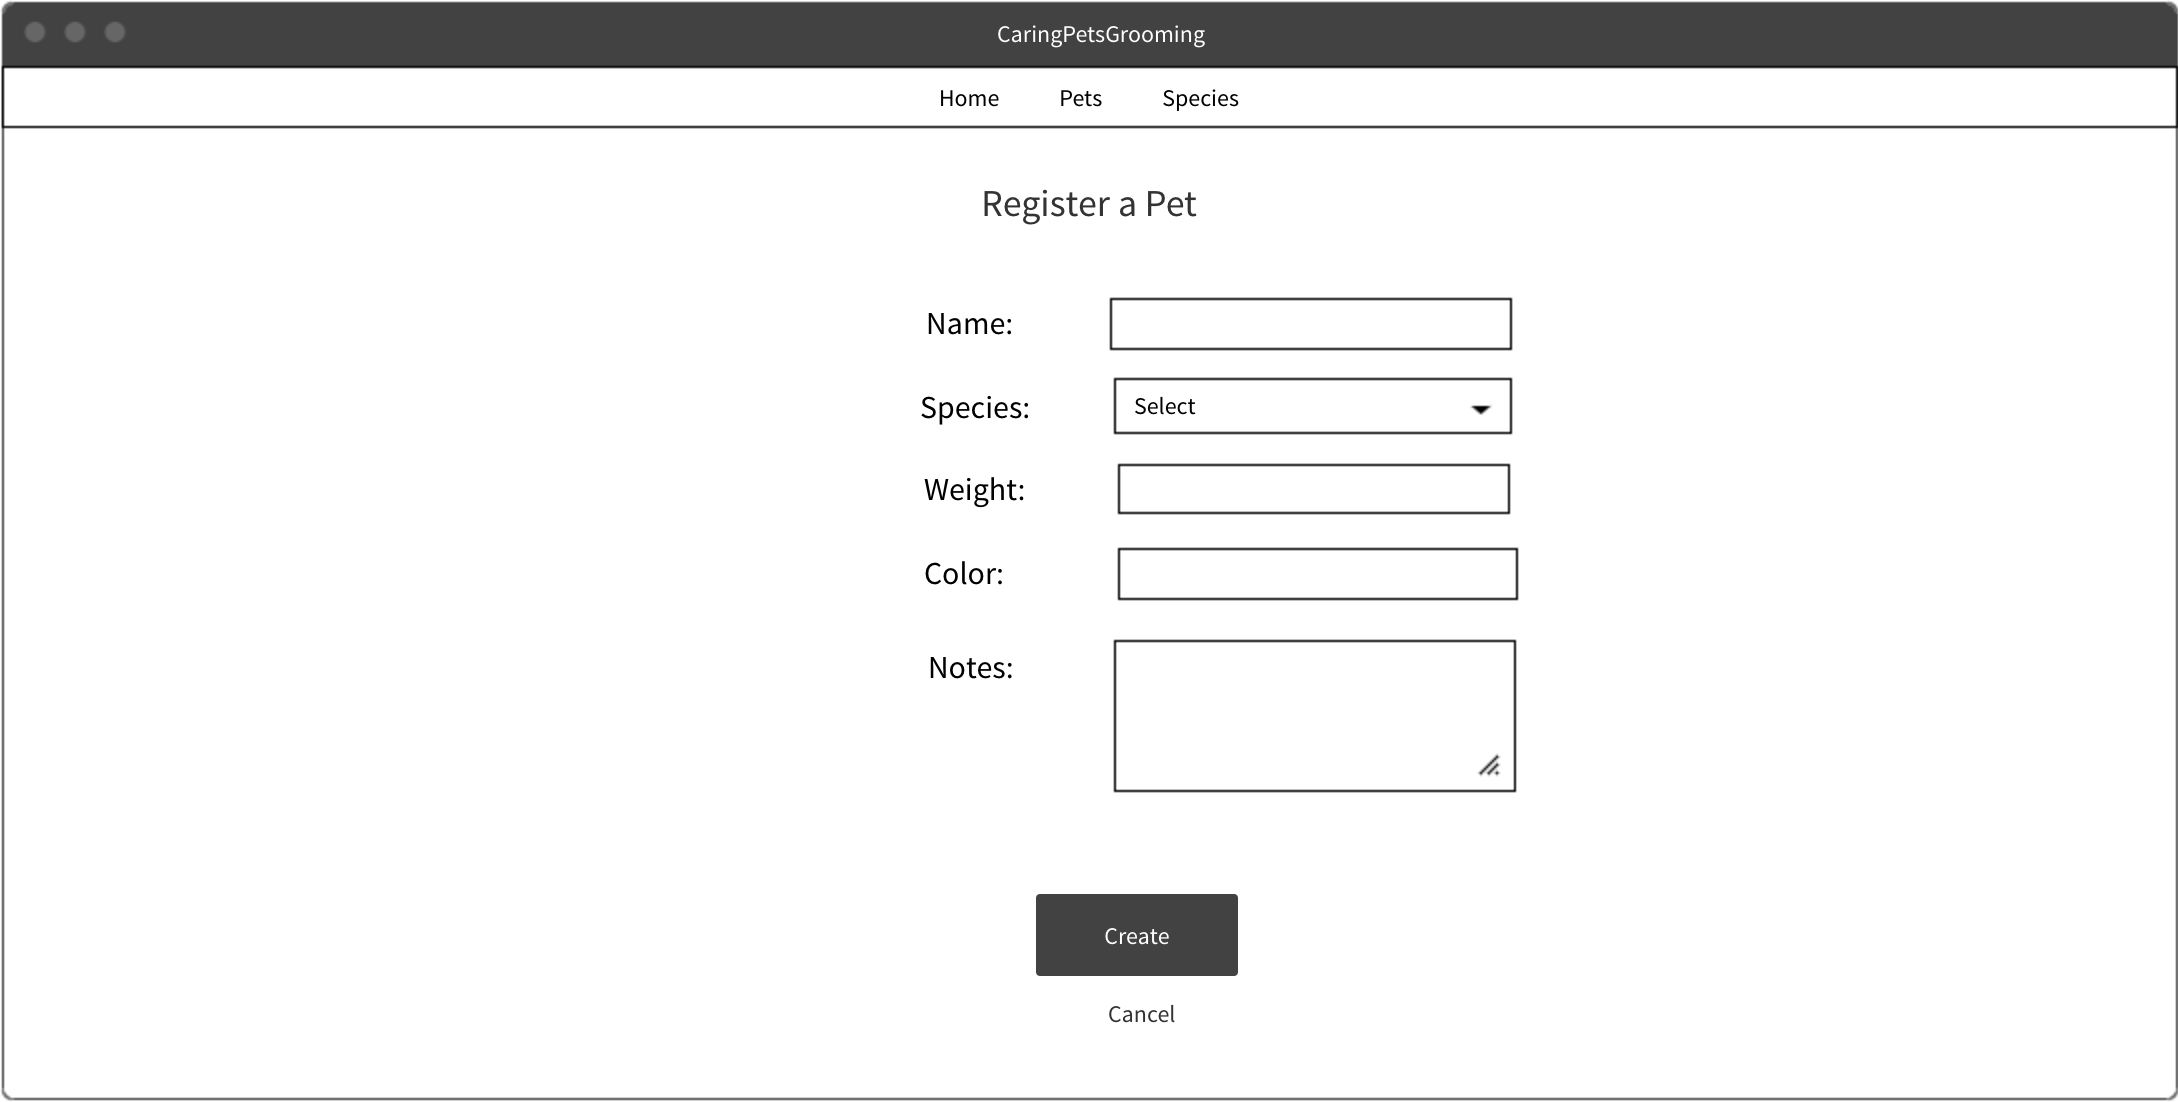 CaringPetsGrooming
Home Pets Species
Register a Pet
Name:
Species: Select
Weight:
Color:
Notes:
Create
Cancel